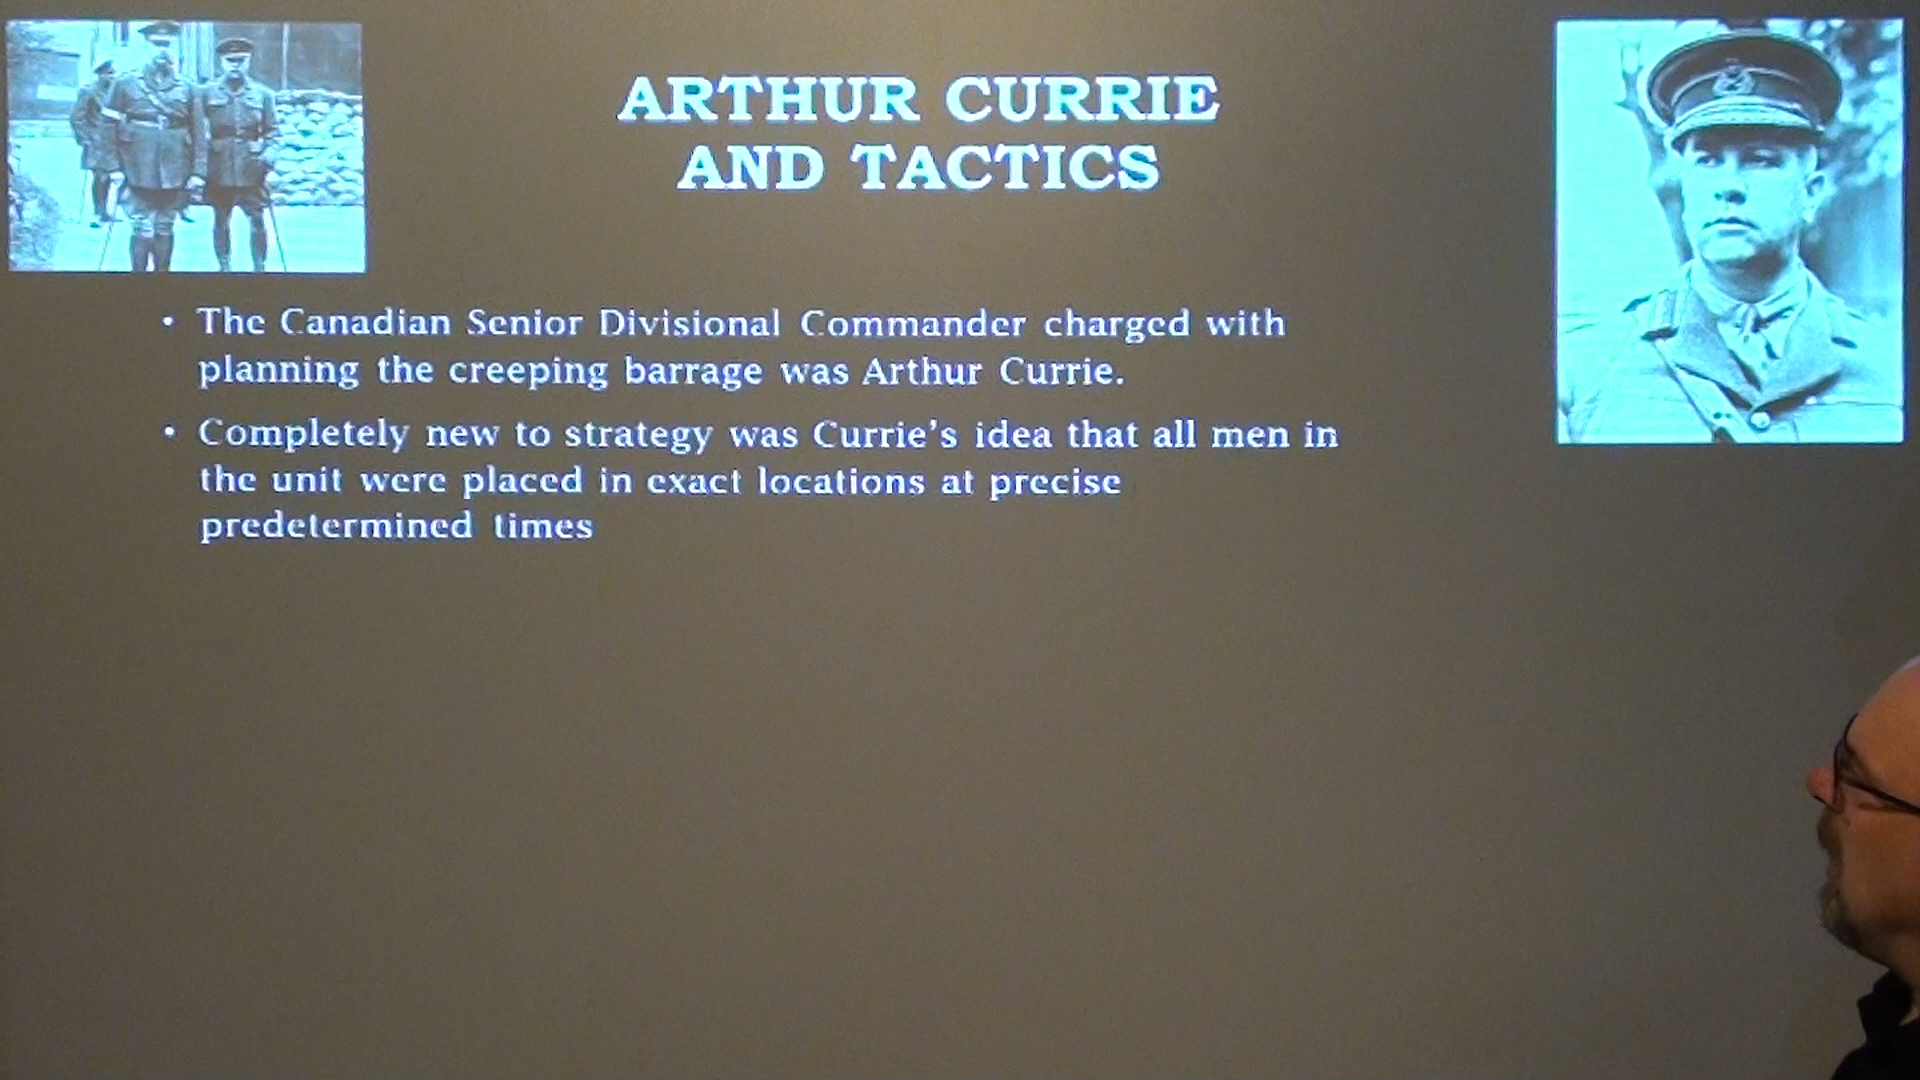 ARTHUR CURRIE
AND TACTICS
• The Canadian Senior Divisional Commander charged with
planning the creeping barrage was Arthur Currie.
• Completely new to strategy was Currie's idea that all men in
the unit were placed in exact locations at precise
predetermined times